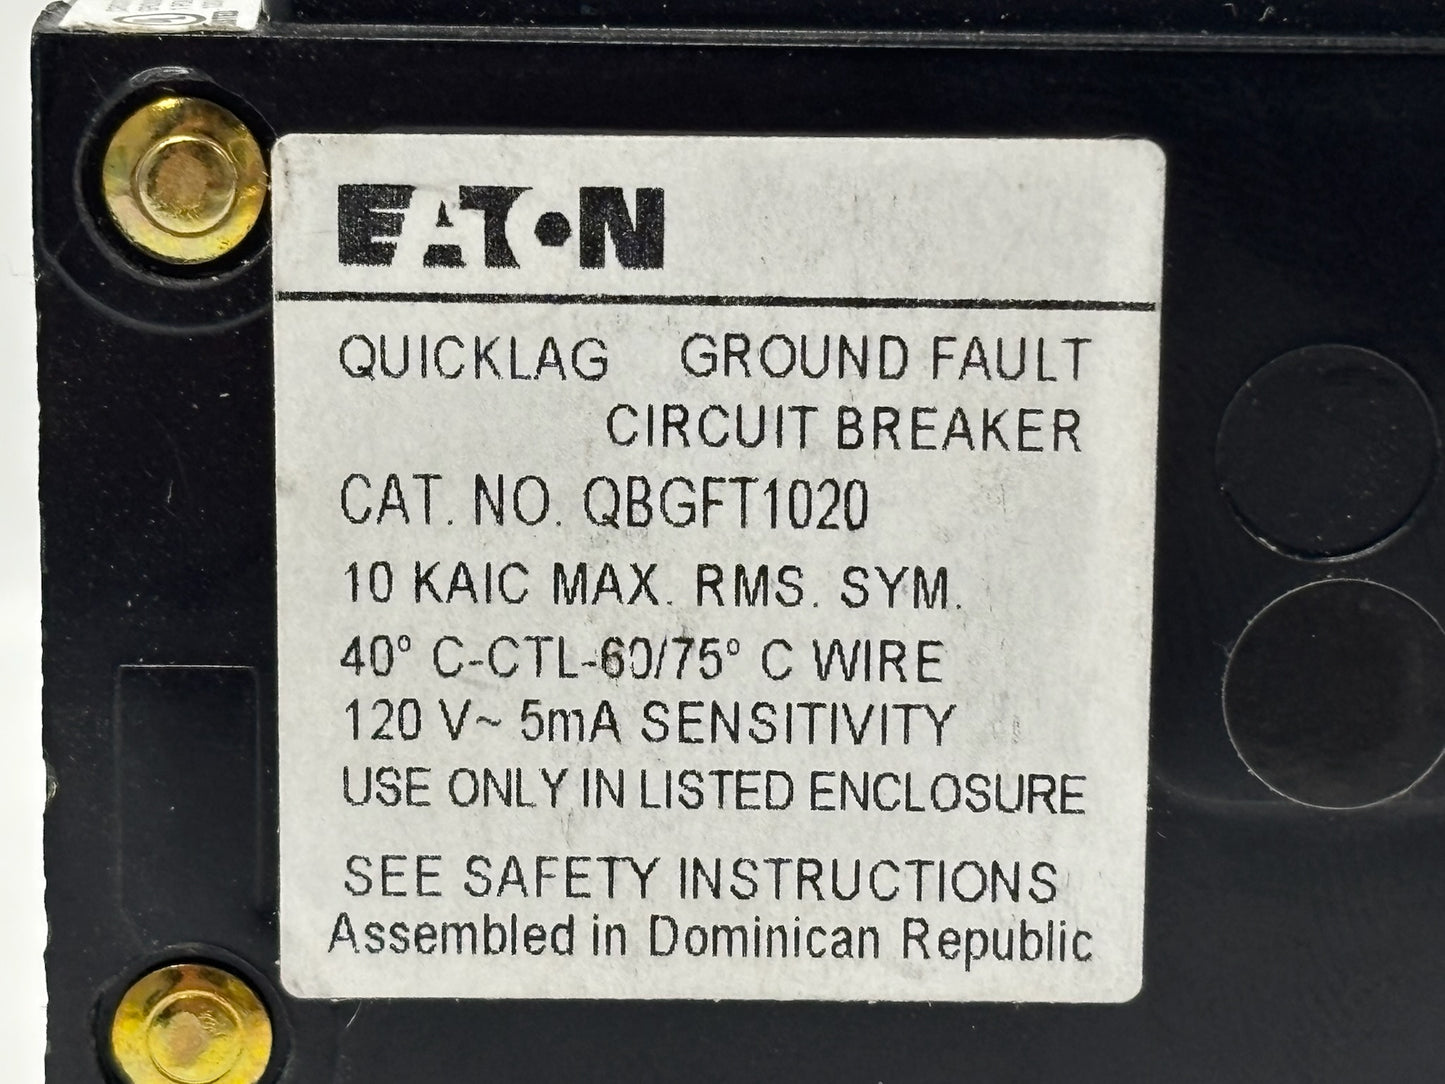 EATON
QUICKLAG GROUND FAULT
CIRCUIT BREAKER
CAT. NO. QBGFT1020
10 KAIC MAX. RMS. SYM.
40° C-CTL-60/75° C WIRE
120 V~ 5mA SENSITIVITY
USE ONLY IN LISTED ENCLOSURE
SEE SAFETY INSTRUCTIONS
Assembled in Dominican Republic